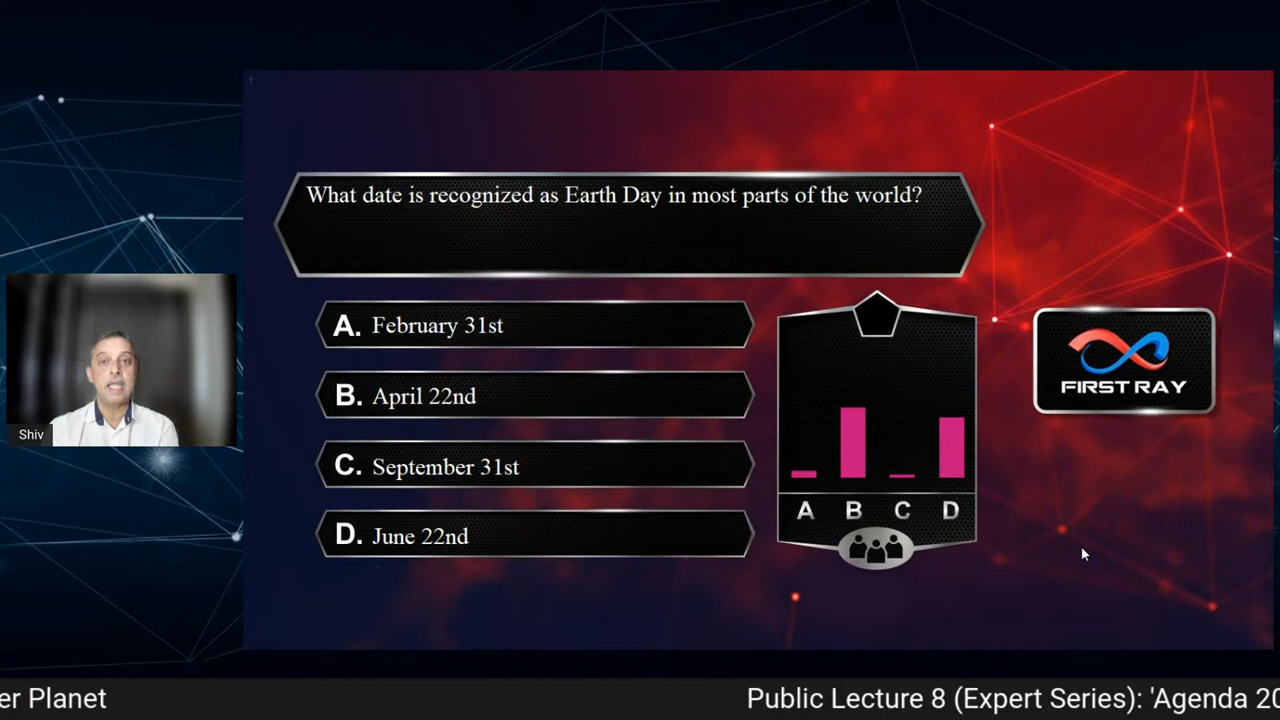 What date is recognized as Earth Day in most parts of the world?
A. February 31st
B. April 22nd
C. September 31st
D. June 22nd
A B C D
FIRST RAY
Shiv
er Planet
Public Lecture 8 (Expert Series): 'Agenda 20